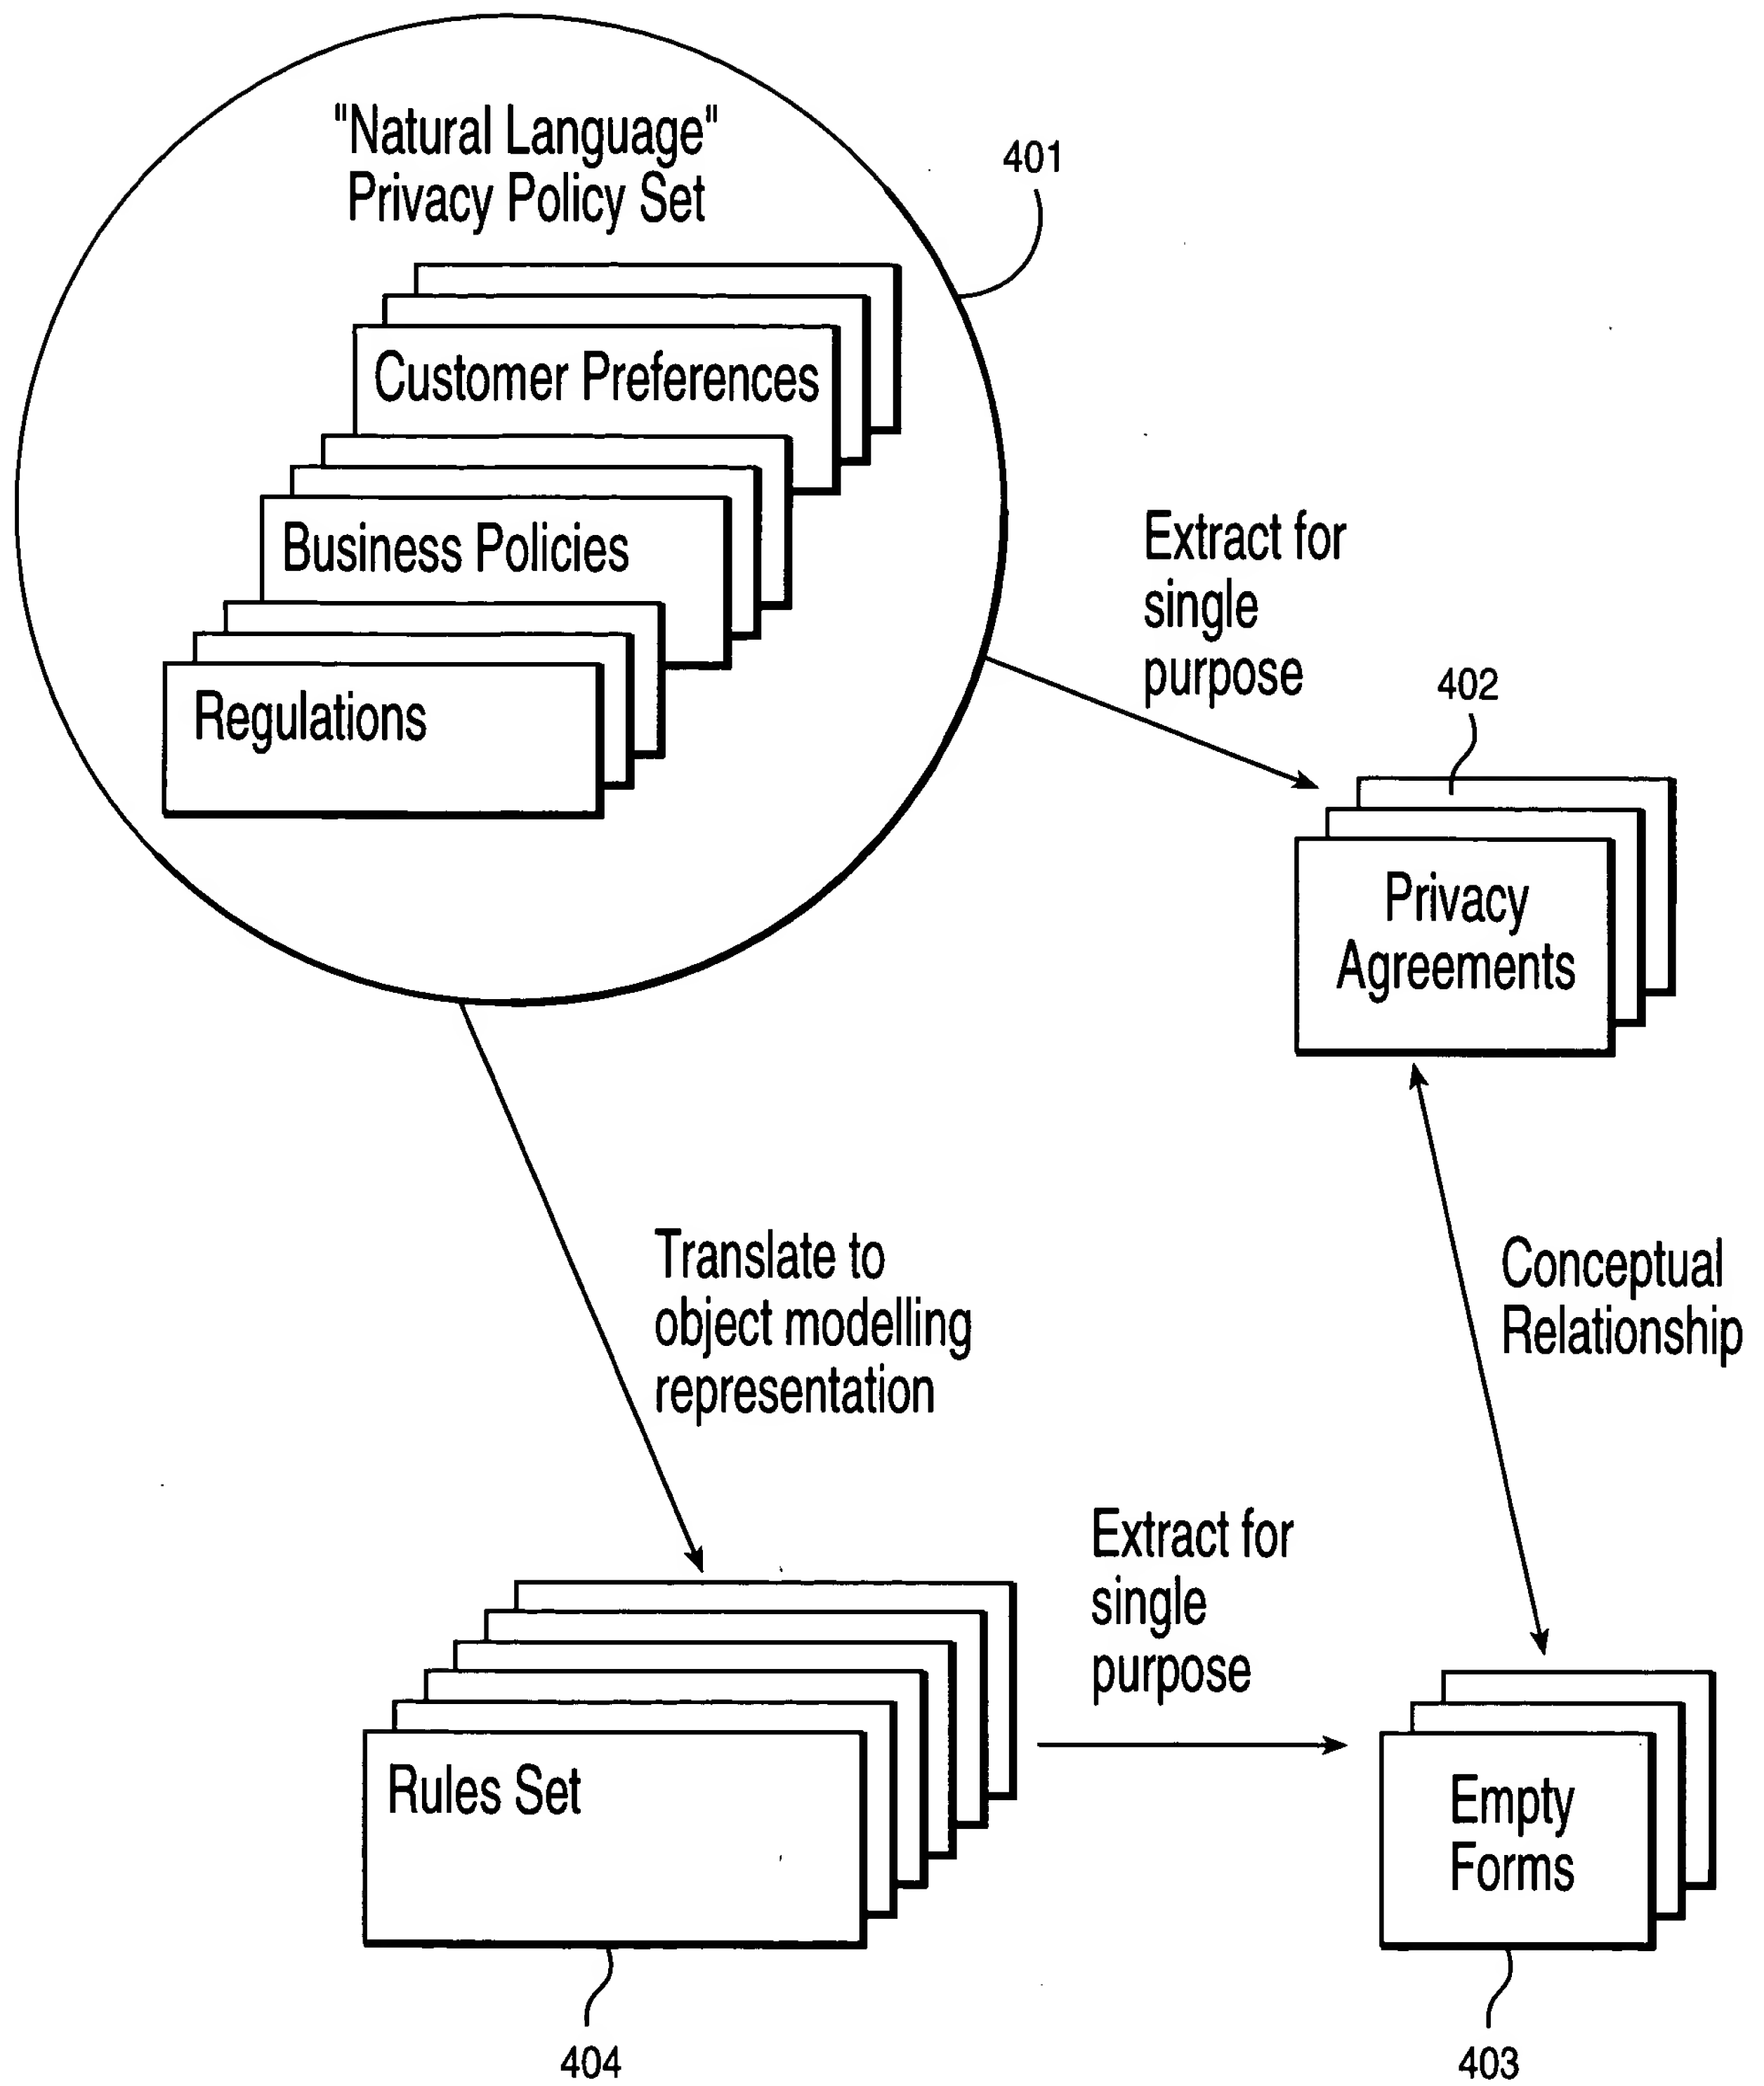 "Natural Language"
Privacy Policy Set
401
Customer Preferences
Business Policies
Regulations
Extract for
single
purpose
402
Privacy
Agreements
Translate to
object modelling
representation
Conceptual
Relationship
Extract for
single
purpose
Rules Set
Empty
Forms
404
403